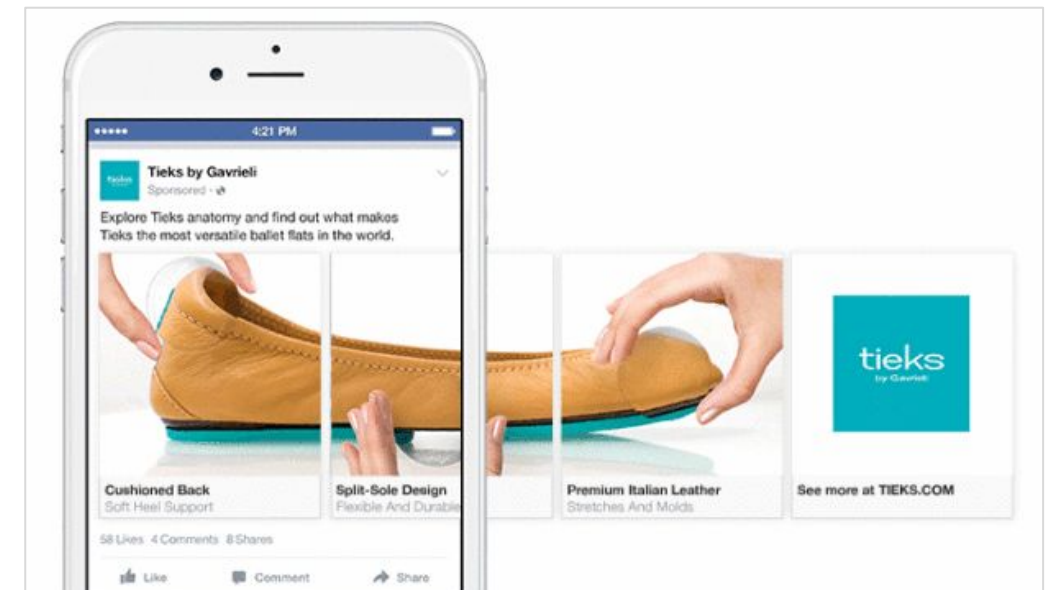 4:21 PM
tieks
Tieks by Gavrieli
Sponsored ·
Explore Tieks anatomy and find out what makes
Tieks the most versatile ballet flats in the world.
tieks
by Gavrieli
Cushioned Back
Soft Heel Support
Split-Sole Design
Flexible And Durable
Premium Italian Leather
Stretches And Molds
See more at TIEKS.COM
58 Likes 4 Comments 8 Shares
Like
Comment
Share